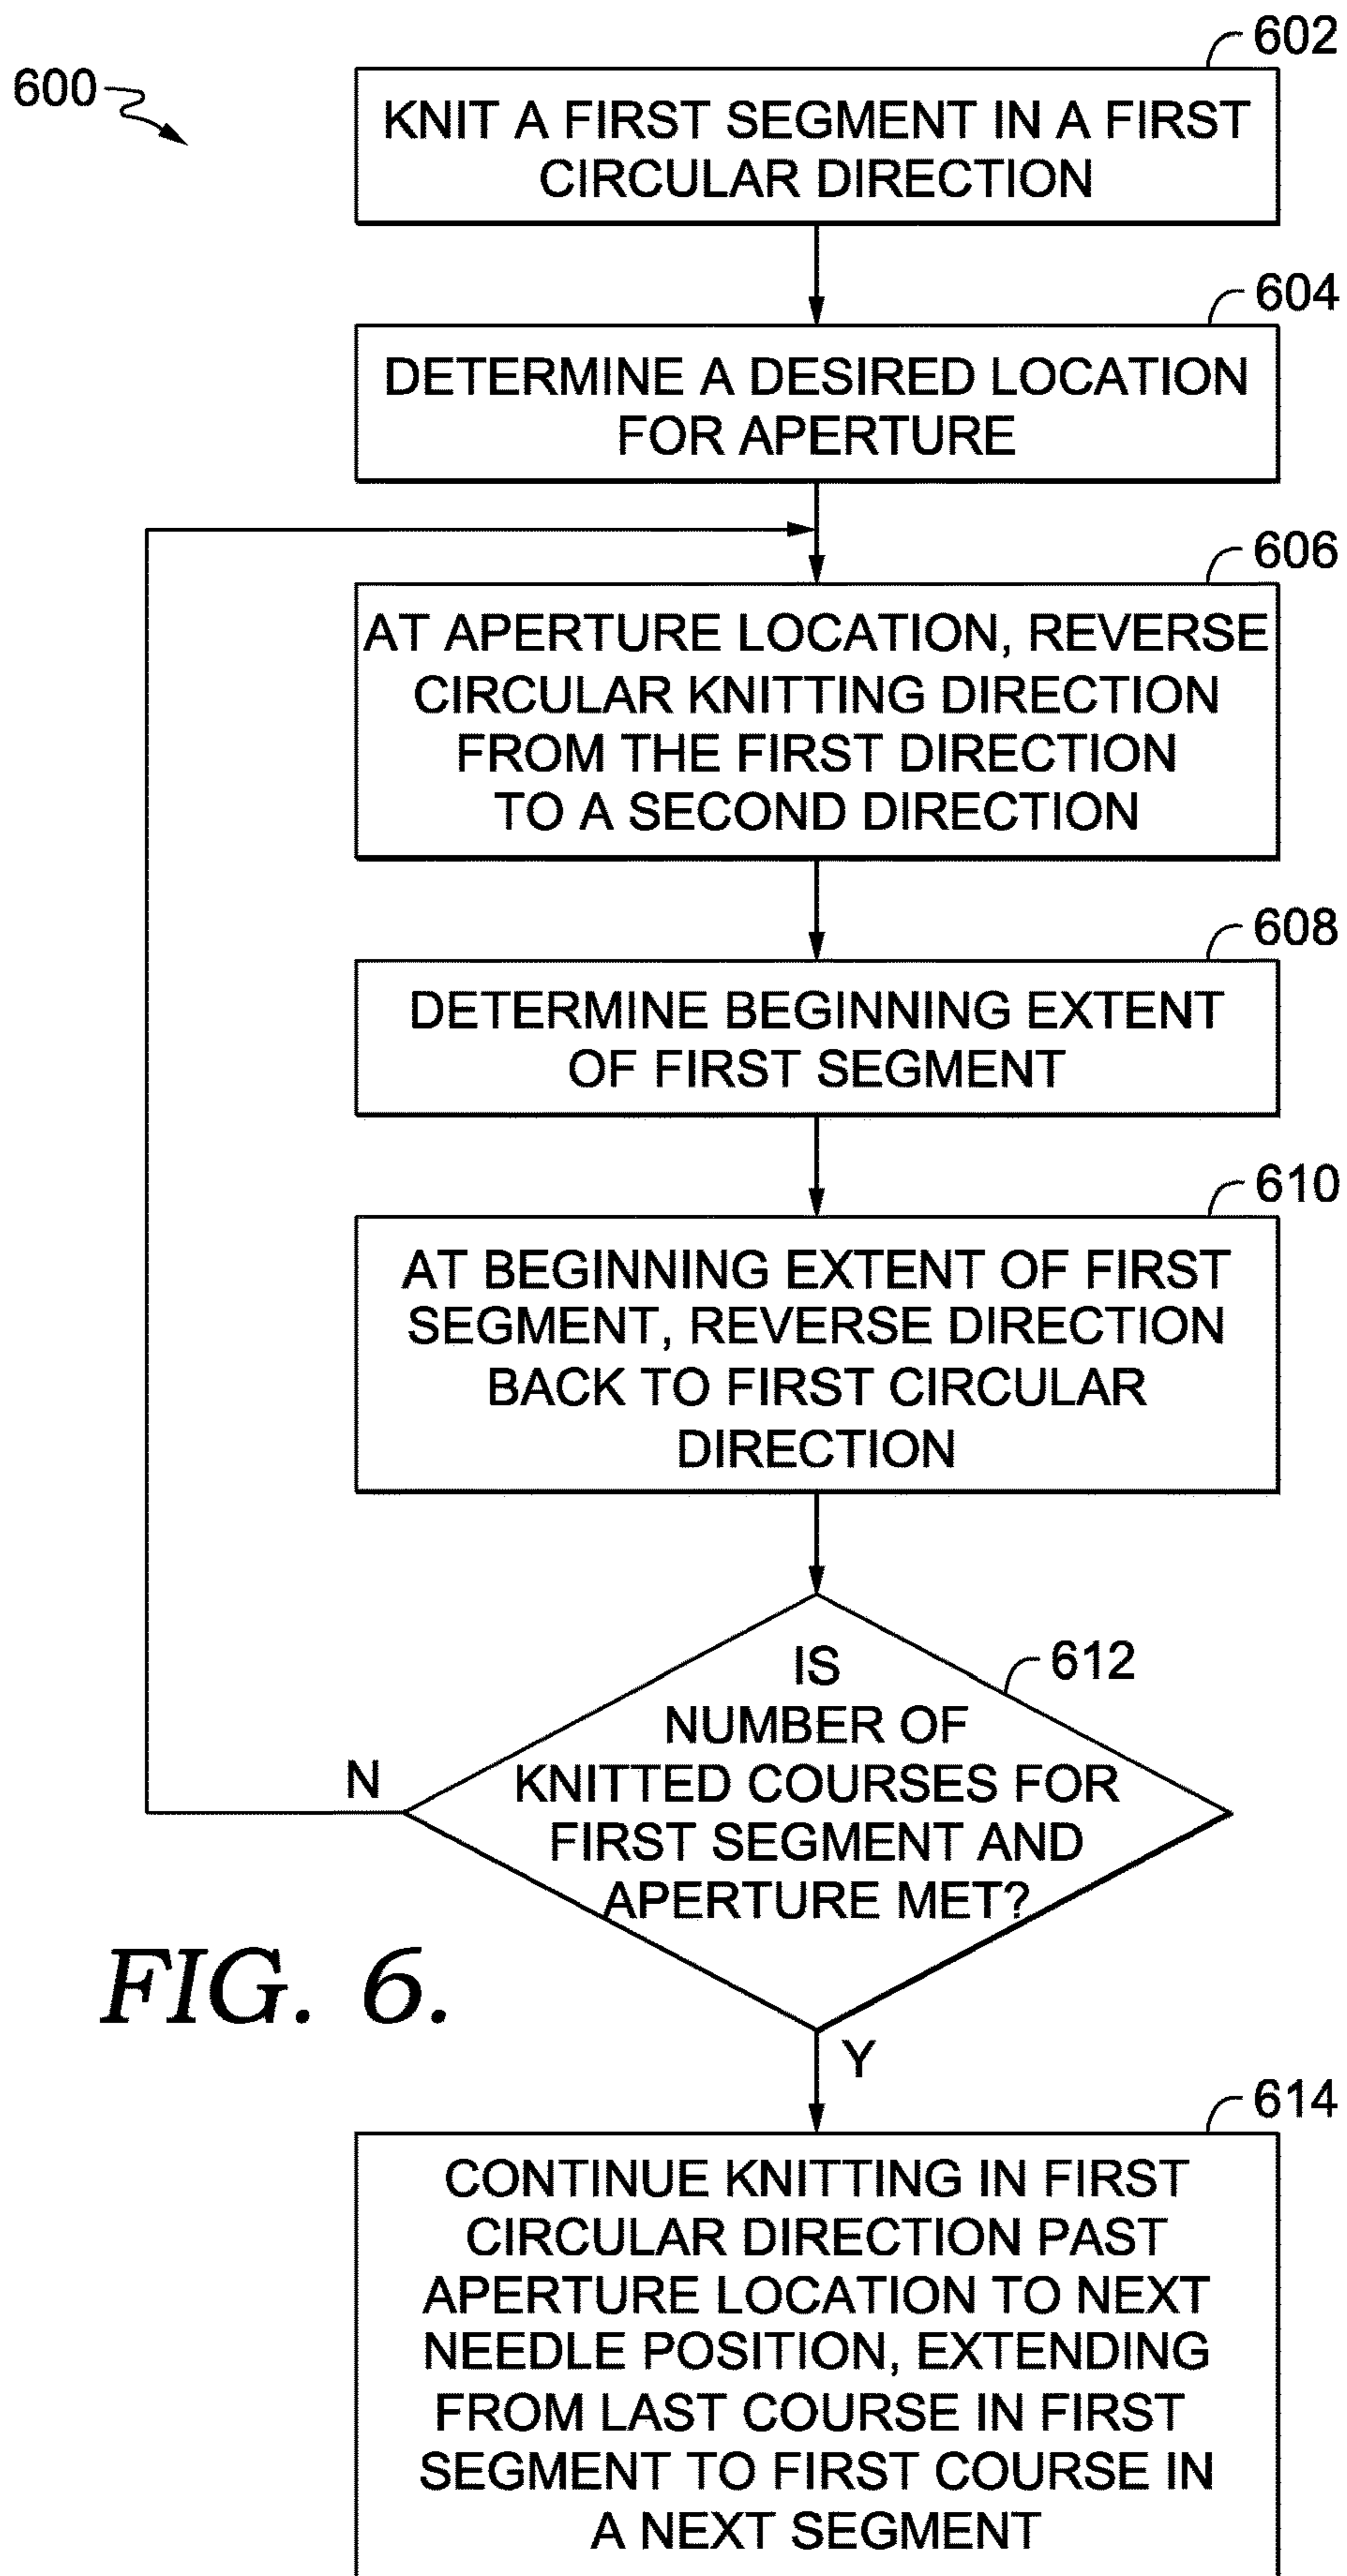 600
602
KNIT A FIRST SEGMENT IN A FIRST
CIRCULAR DIRECTION
604
DETERMINE A DESIRED LOCATION
FOR APERTURE
606
AT APERTURE LOCATION, REVERSE
CIRCULAR KNITTING DIRECTION
FROM THE FIRST DIRECTION
TO A SECOND DIRECTION
608
DETERMINE BEGINNING EXTENT
OF FIRST SEGMENT
610
AT BEGINNING EXTENT OF FIRST
SEGMENT, REVERSE DIRECTION
BACK TO FIRST CIRCULAR
DIRECTION
612
IS
NUMBER OF
KNITTED COURSES FOR
FIRST SEGMENT AND
APERTURE MET?
N
Y
FIG. 6.
614
CONTINUE KNITTING IN FIRST
CIRCULAR DIRECTION PAST
APERTURE LOCATION TO NEXT
NEEDLE POSITION, EXTENDING
FROM LAST COURSE IN FIRST
SEGMENT TO FIRST COURSE IN
A NEXT SEGMENT